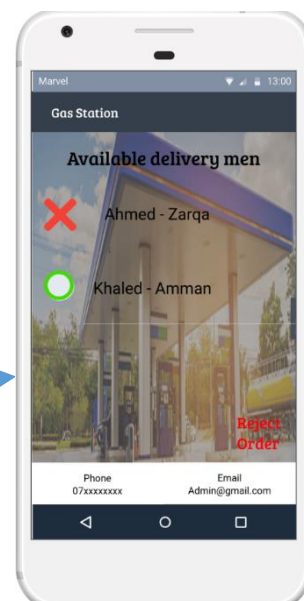 Marvel 13:00
Gas Station
Available delivery men
Ahmed - Zarqa
Khaled - Amman
Reject
Order
Phone Email
07xxxxxxxx Admin@gmail.com